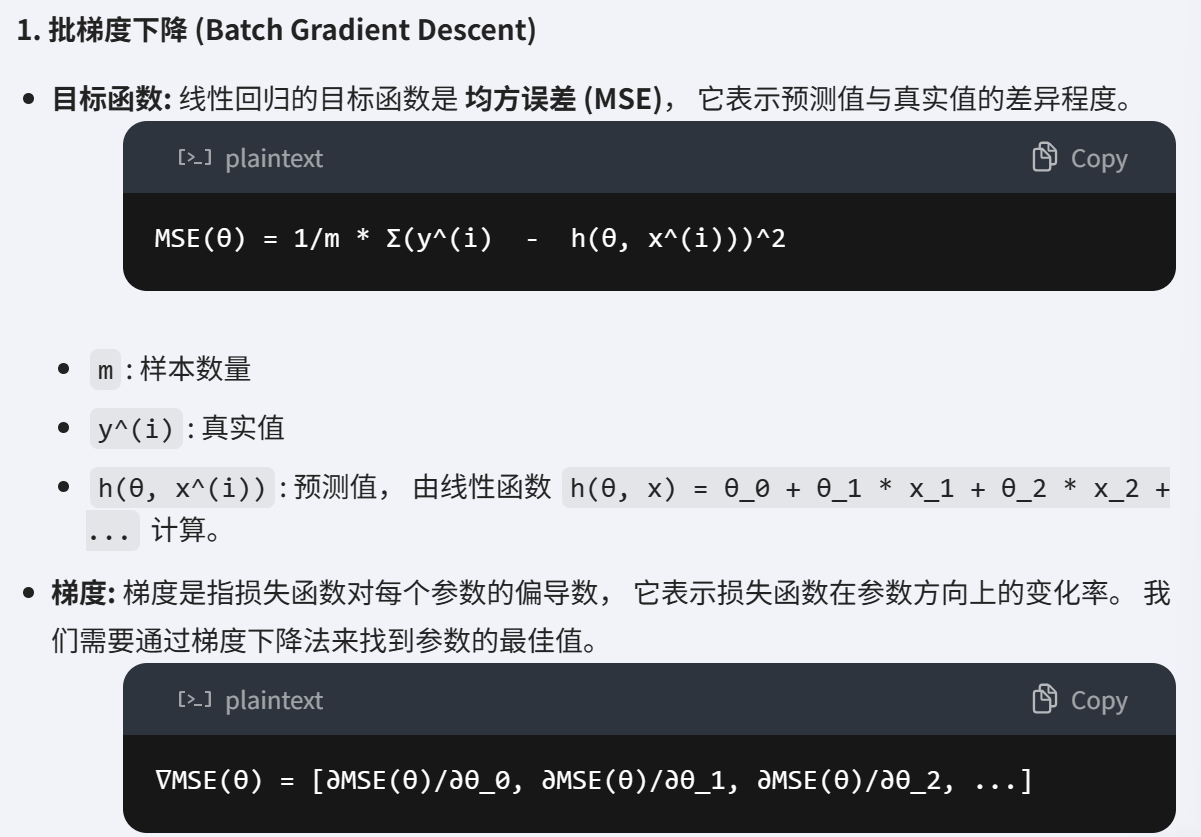 1. 批梯度下降 (Batch Gradient Descent)
目标函数: 线性回归的目标函数是 均方误差 (MSE)， 它表示预测值与真实值的差异程度。
plaintext Copy
MSE(θ) = 1/m * Σ(y^(i)  -  h(θ, x^(i)))^2
m : 样本数量
y^(i) : 真实值
h(θ, x^(i)) : 预测值， 由线性函数 h(θ, x) = θ_0 + θ_1 * x_1 + θ_2 * x_2 +
... 计算。
梯度: 梯度是指损失函数对每个参数的偏导数， 它表示损失函数在参数方向上的变化率。 我
们需要通过梯度下降法来找到参数的最佳值。
plaintext Copy
∇MSE(θ) = [∂MSE(θ)/∂θ_0, ∂MSE(θ)/∂θ_1, ∂MSE(θ)/∂θ_2, ...]